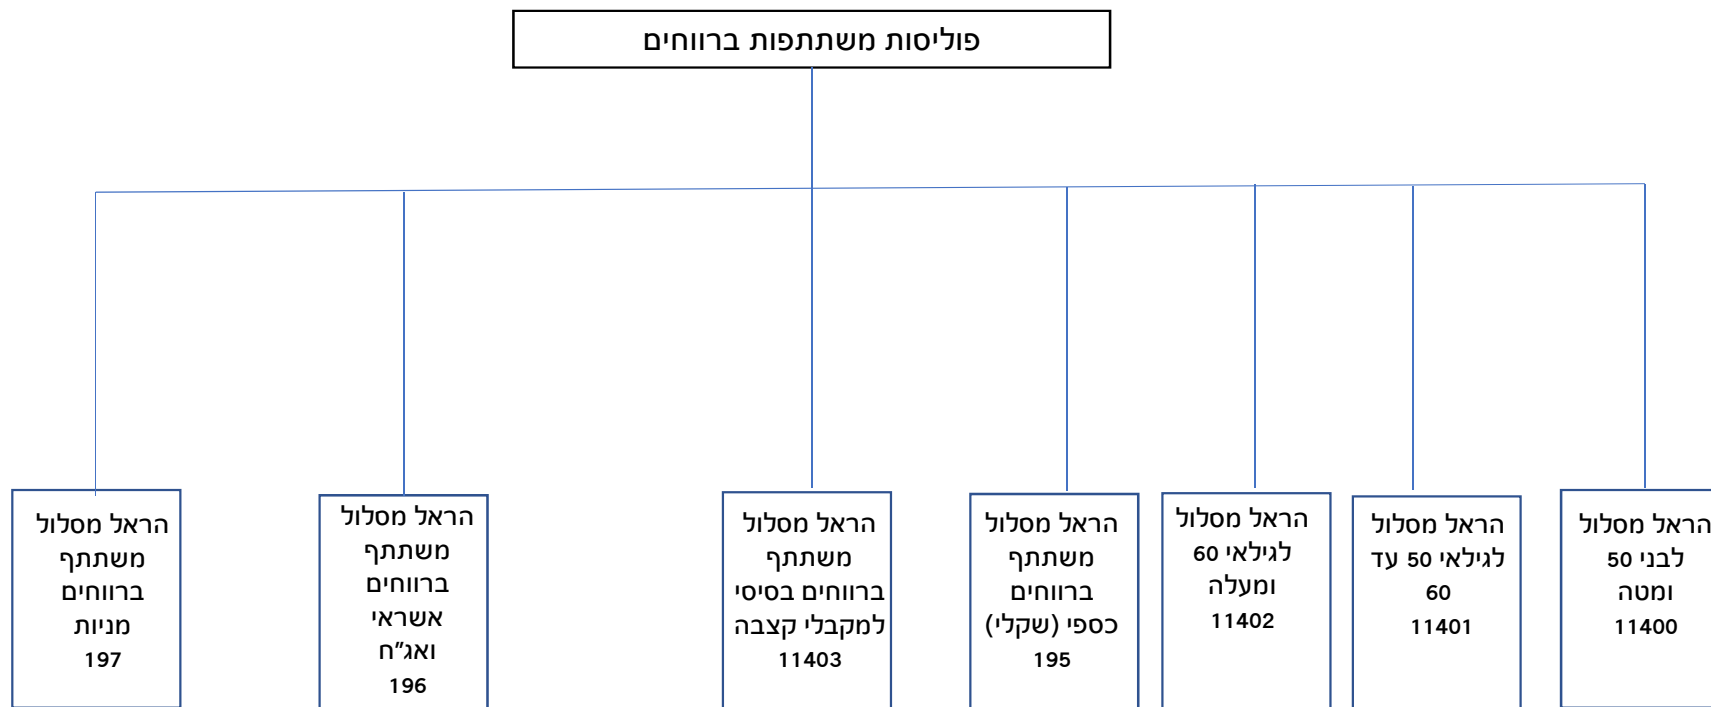 פוליסות משתתפות ברווחים
הראל מסלול
לבני 50
ומטה
11400
הראל מסלול
לגילאי 50 עד
60
11401
הראל מסלול
לגילאי 60
ומעלה
11402
הראל מסלול
משתתף
ברווחים
כספי (שקלי)
195
הראל מסלול
משתתף
ברווחים בסיסי
למקבלי קצבה
11403
הראל מסלול
משתתף
ברווחים
אשראי
ואג"ח
196
הראל מסלול
משתתף
ברווחים
מניות
197